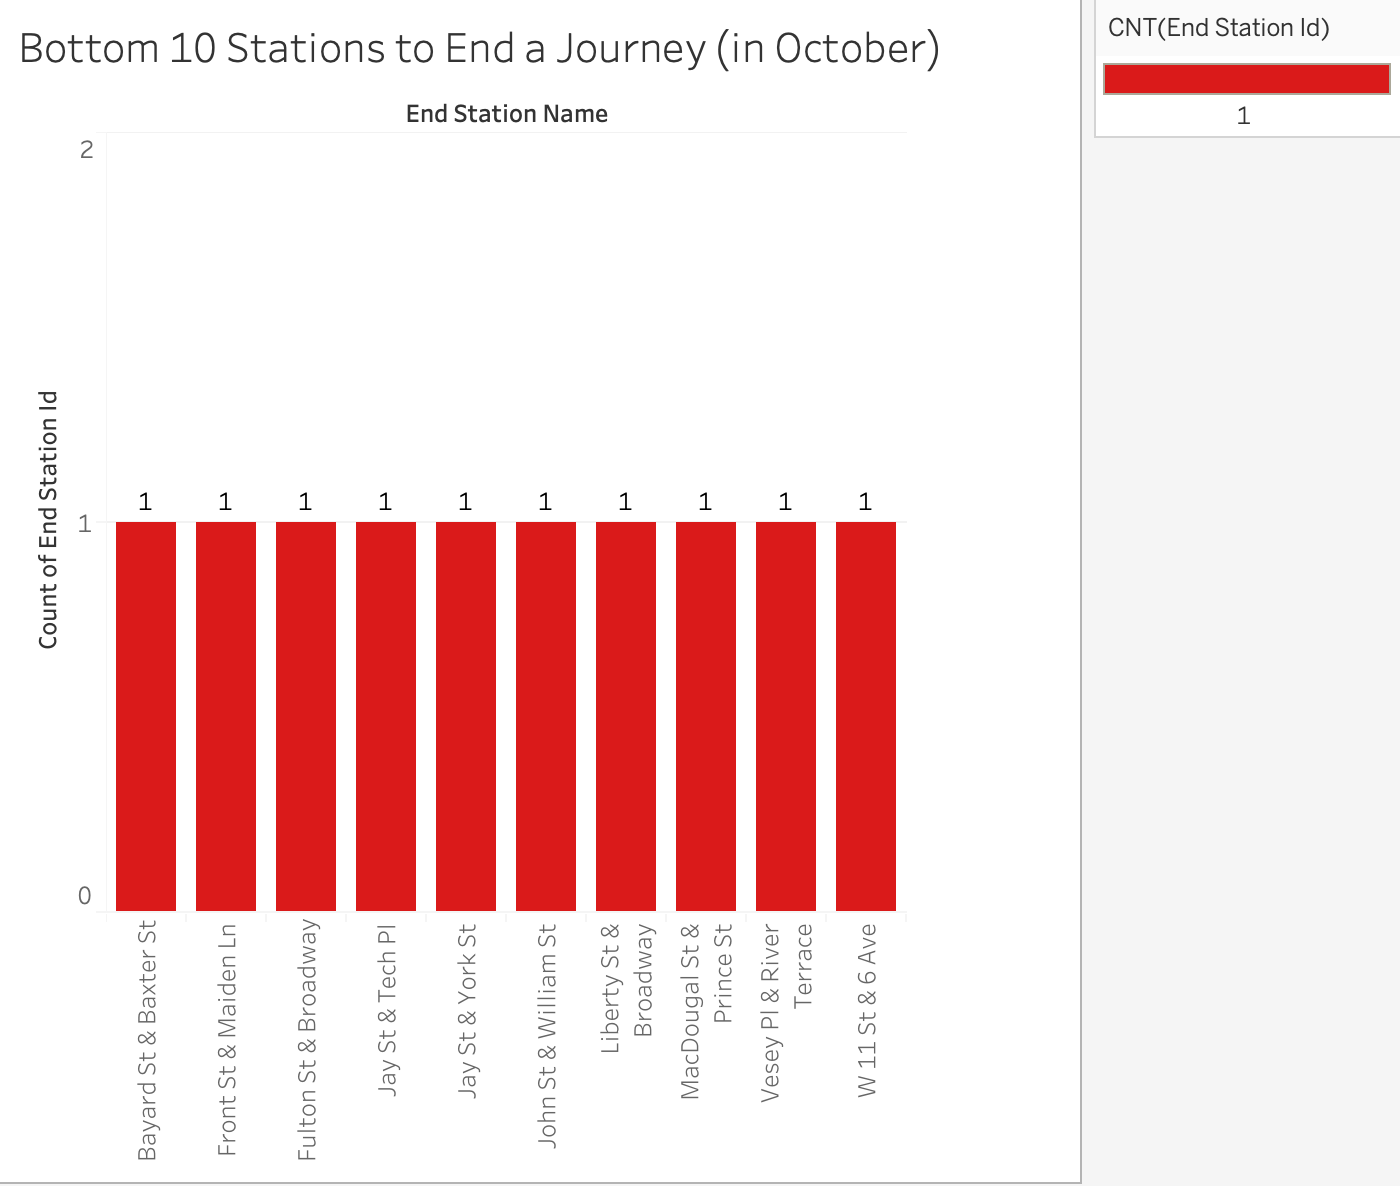 Bottom 10 Stations to End a Journey (in October)
End Station Name
Count of End Station Id
2
1
0
1 1 1 1 1 1 1 1 1 1
Bayard St & Baxter St
Front St & Maiden Ln
Fulton St & Broadway
Jay St & Tech Pl
Jay St & York St
John St & William St
Liberty St &
Broadway
MacDougal St &
Prince St
Vesey Pl & River
Terrace
W 11 St & 6 Ave
CNT(End Station Id)
1